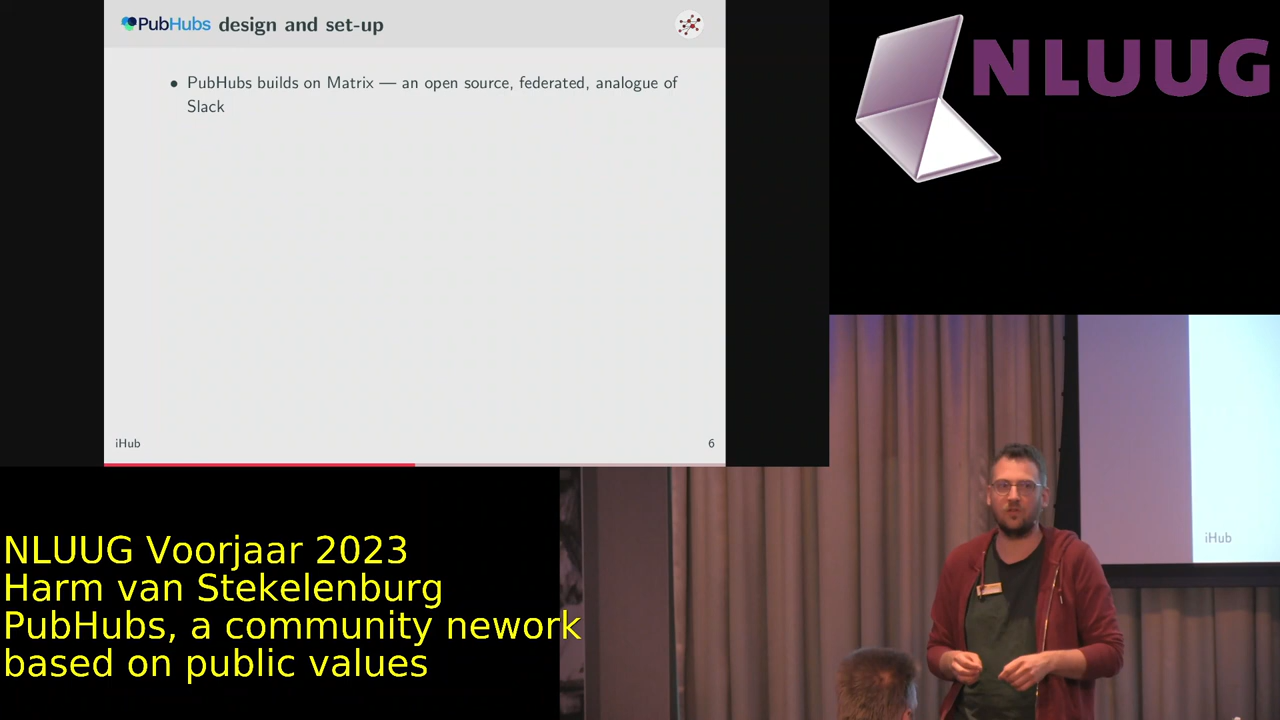 PubHubs design and set-up
• PubHubs builds on Matrix — an open source, federated, analogue of
Slack
iHub
6
NLUUG
iHub
NLUUG Voorjaar 2023
Harm van Stekelenburg
PubHubs, a community nework
based on public values